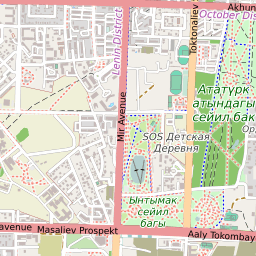 Akhun
October Dis
Lenin District
Toktonaliev
Ататүрк
атындагы
сейил бак
Mir Avenue
SOS Детская
Деревня
Ор
Ынтымак
сейил
багы
avenue
Masaliev Prospekt
Aaly Tokombay